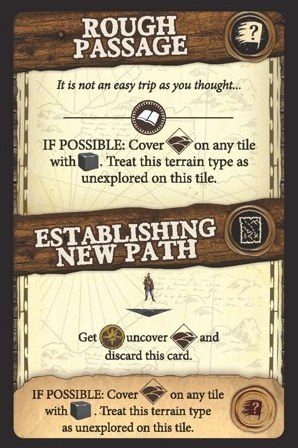 ROUGH
PASSAGE
It is not an easy trip as you thought...
IF POSSIBLE: Cover on any tile
with . Treat this terrain type as
unexplored on this tile.
ESTABLISHING
NEW PATH
Get uncover and
discard this card.
IF POSSIBLE: Cover on any tile
with . Treat this terrain type
as unexplored on this tile.